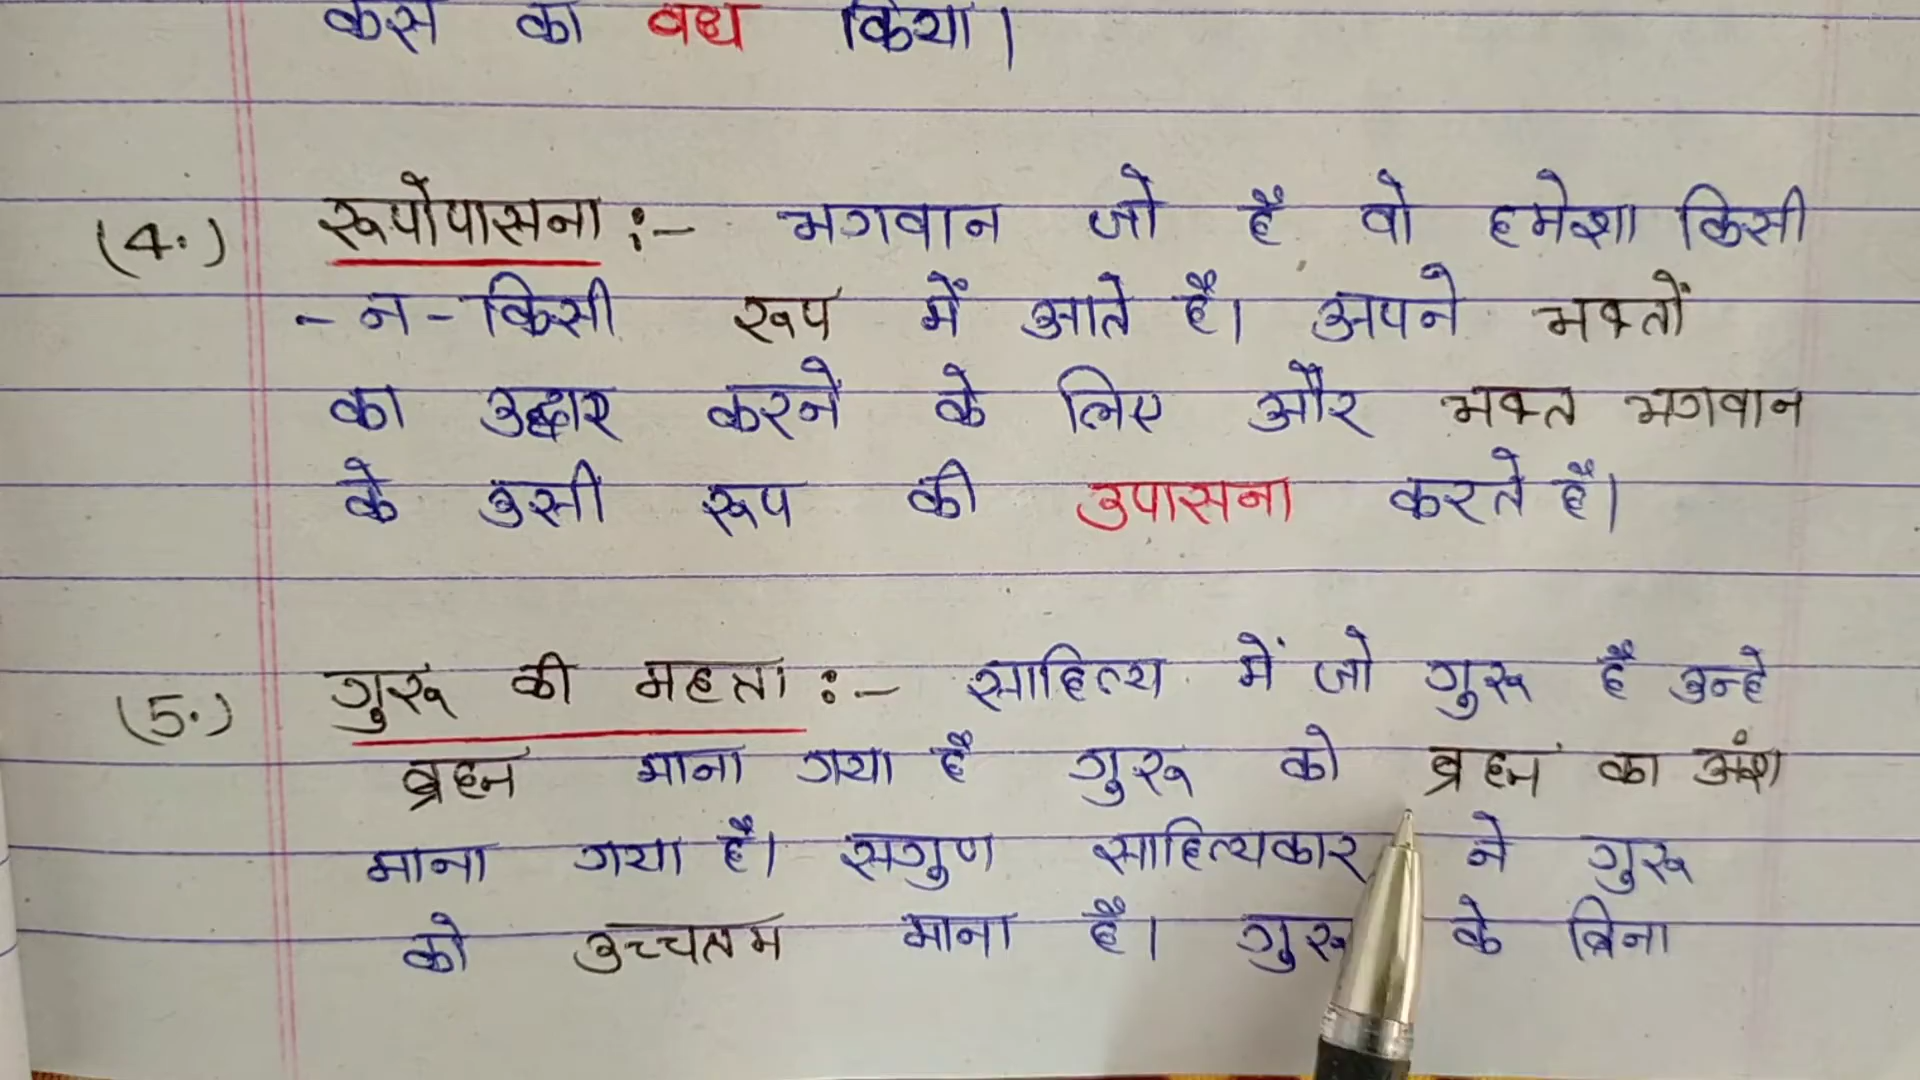 कंस का वध किया।
(4.) रूपोपासना :- भगवान जो है वो हमेशा किसी
- न - किसी रूप में आते है। अपने भक्तों
का उद्धार करने के लिए और भक्त भगवान
के उसी रूप की उपासना करते है।
(5.) गुरू की महत्ता :- साहित्य में जो गुरू है उन्हे
ब्रह्म माना गया है गुरू को ब्रह्म का अंश
माना गया है। सगुण साहित्यकार ने गुरू
को उच्चतम माना है। गुरू के बिना